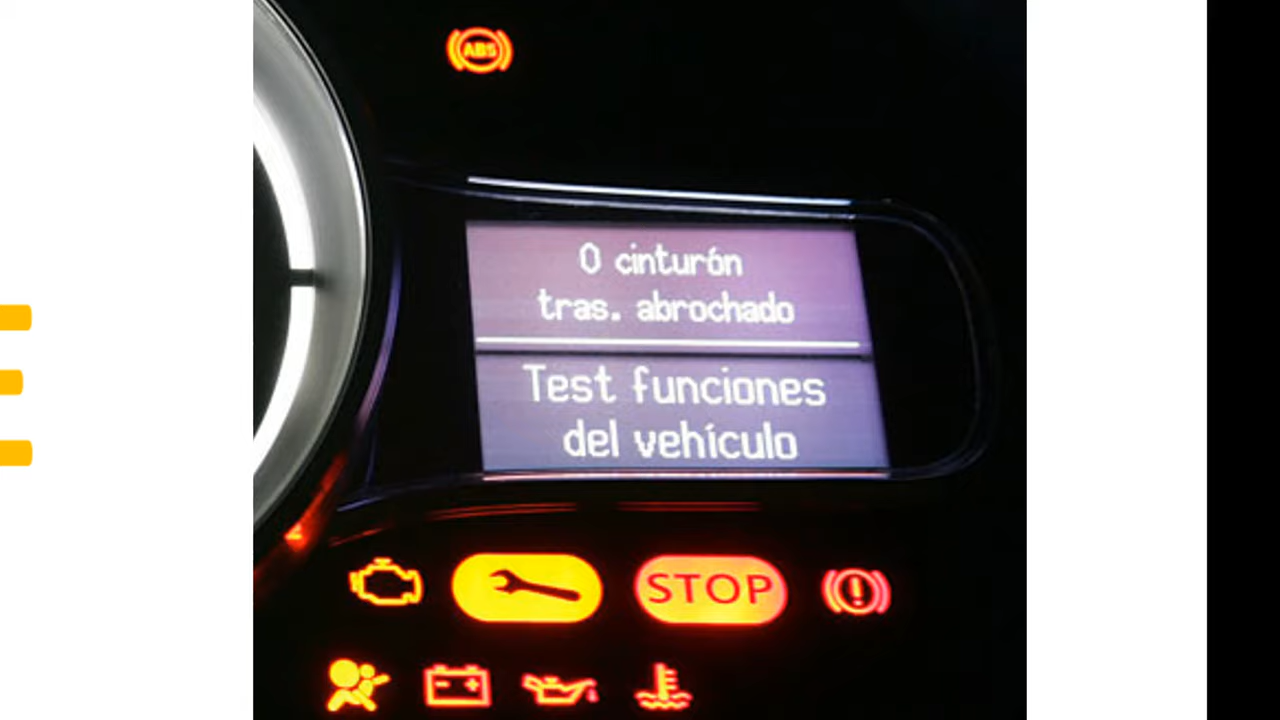 ABS
0 cinturón
tras. abrochado
Test funciones
del vehículo
STOP